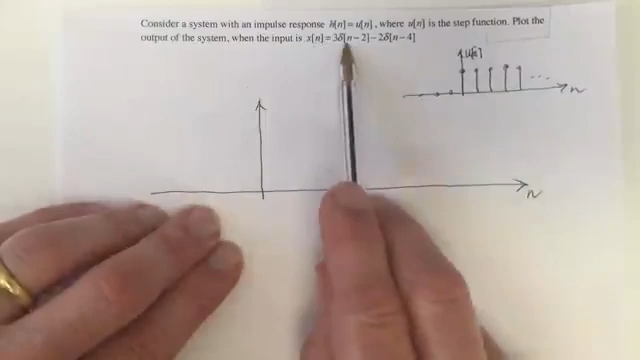 Consider a system with an impulse response h[n]=u[n], where u[n] is the step function. Plot the
output of the system, when the input is x[n]=3δ[n−2]−2δ[n−4]
u[n]
n
n